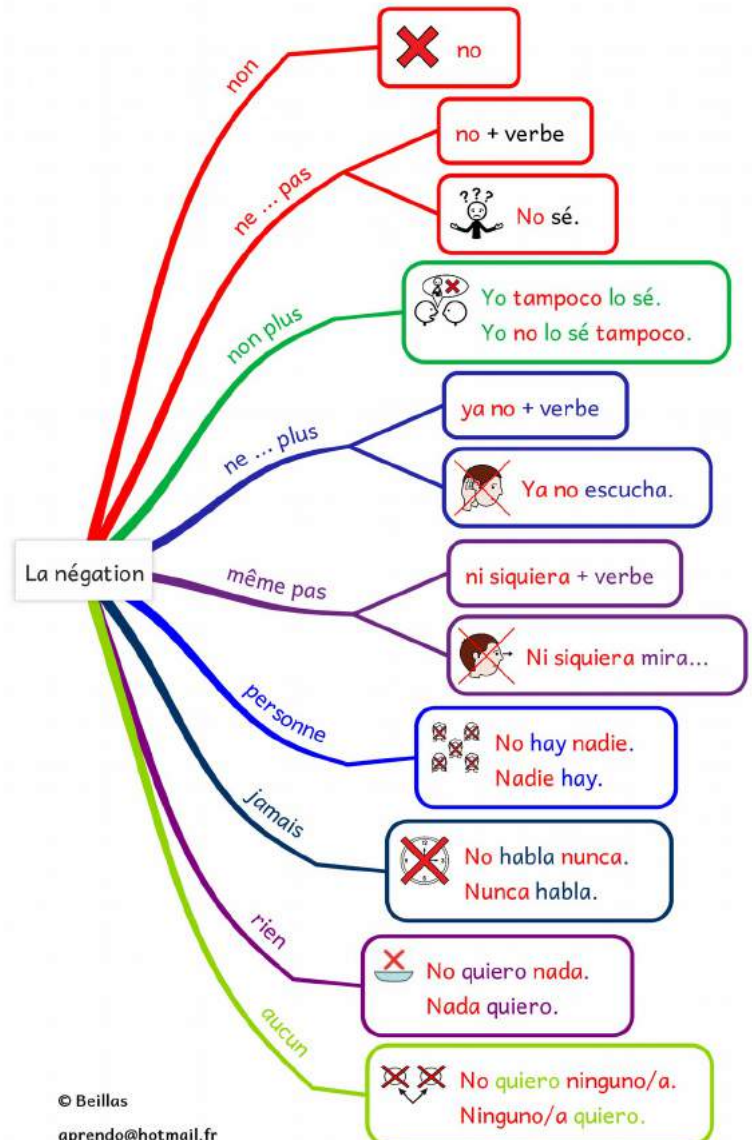 La négation
non
no
ne ... pas
no + verbe
???
No sé.
non plus
Yo tampoco lo sé.
Yo no lo sé tampoco.
ne ... plus
ya no + verbe
Ya no escucha.
même pas
ni siquiera + verbe
Ni siquiera mira...
personne
No hay nadie.
Nadie hay.
jamais
No habla nunca.
Nunca habla.
rien
No quiero nada.
Nada quiero.
aucun
No quiero ninguno/a.
Ninguno/a quiero.
© Beillas
aprendo@hotmail.fr